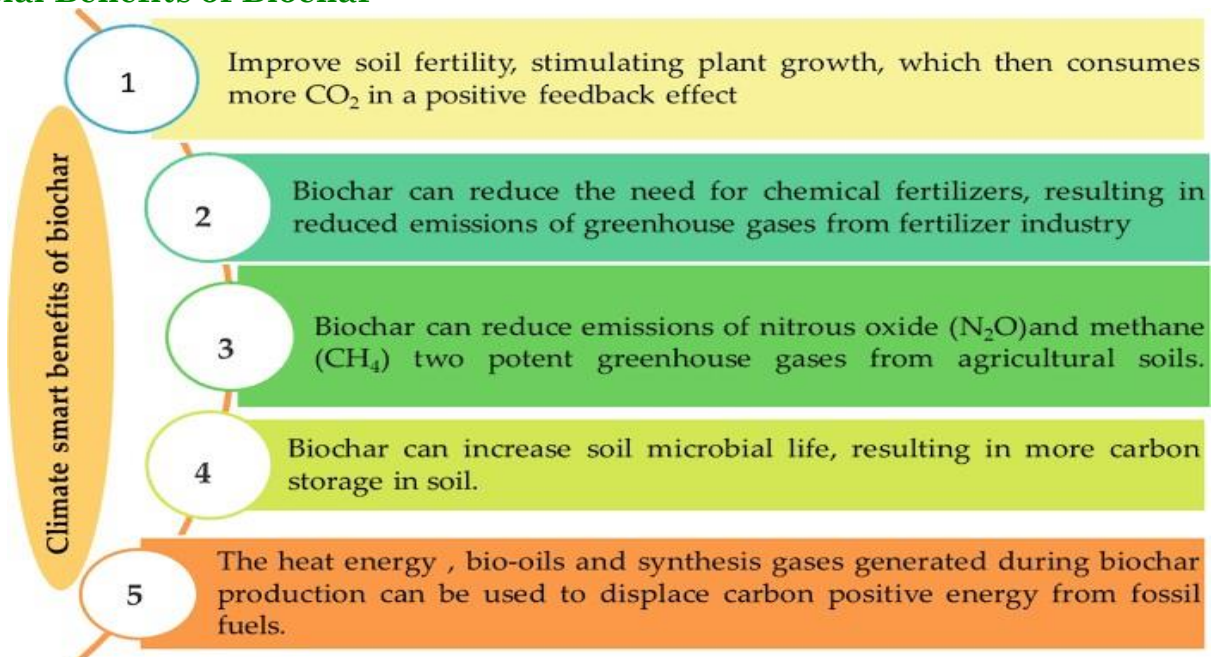 Benefits of Biochar
1
Improve soil fertility, stimulating plant growth, which then consumes
more CO₂ in a positive feedback effect
Climate smart benefits of biochar
2
Biochar can reduce the need for chemical fertilizers, resulting in
reduced emissions of greenhouse gases from fertilizer industry
3
Biochar can reduce emissions of nitrous oxide (N₂O)and methane
(CH₄) two potent greenhouse gases from agricultural soils.
4
Biochar can increase soil microbial life, resulting in more carbon
storage in soil.
5
The heat energy , bio-oils and synthesis gases generated during biochar
production can be used to displace carbon positive energy from fossil
fuels.